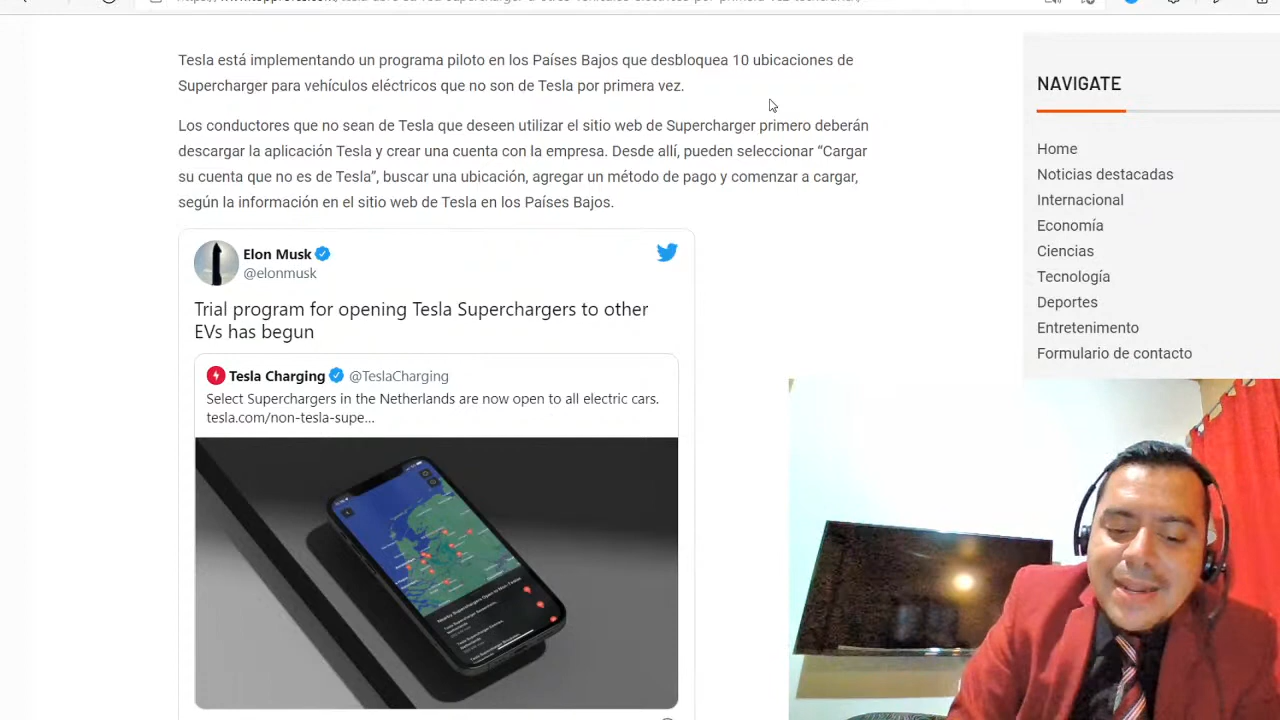 Tesla está implementando un programa piloto en los Países Bajos que desbloquea 10 ubicaciones de
Supercharger para vehículos eléctricos que no son de Tesla por primera vez.
Los conductores que no sean de Tesla que deseen utilizar el sitio web de Supercharger primero deberán
descargar la aplicación Tesla y crear una cuenta con la empresa. Desde allí, pueden seleccionar “Cargar
su cuenta que no es de Tesla”, buscar una ubicación, agregar un método de pago y comenzar a cargar,
según la información en el sitio web de Tesla en los Países Bajos.
Elon Musk
@elonmusk
Trial program for opening Tesla Superchargers to other
EVs has begun
Tesla Charging @TeslaCharging
Select Superchargers in the Netherlands are now open to all electric cars.
tesla.com/non-tesla-supe...
NAVIGATE
Home
Noticias destacadas
Internacional
Economía
Ciencias
Tecnología
Deportes
Entretenimento
Formulario de contacto